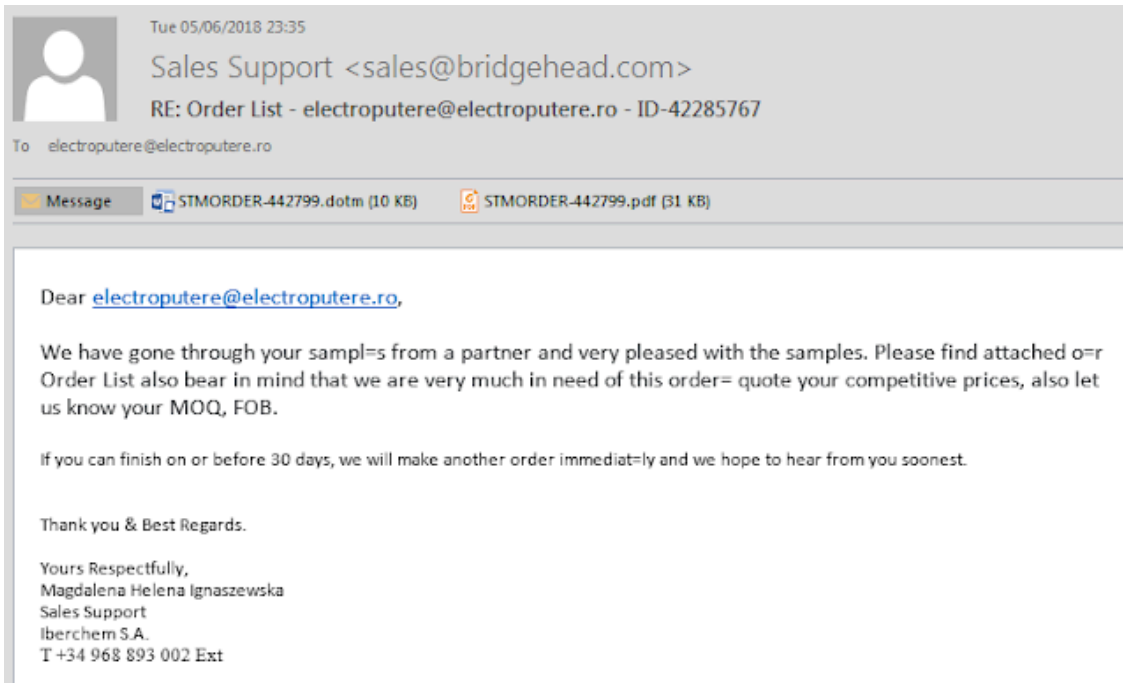 Tue 05/06/2018 23:35
Sales Support <sales@bridgehead.com>
RE: Order List - electroputere@electroputere.ro - ID-42285767
To electroputere@electroputere.ro
Message STMORDER-442799.dotm (10 KB) STMORDER-442799.pdf (31 KB)
Dear electroputere@electroputere.ro,
We have gone through your sampl=s from a partner and very pleased with the samples. Please find attached o=r
Order List also bear in mind that we are very much in need of this order= quote your competitive prices, also let
us know your MOQ, FOB.
If you can finish on or before 30 days, we will make another order immediat=ly and we hope to hear from you soonest.
Thank you & Best Regards.
Yours Respectfully,
Magdalena Helena Ignaszewska
Sales Support
Iberchem S.A.
T +34 968 893 002 Ext